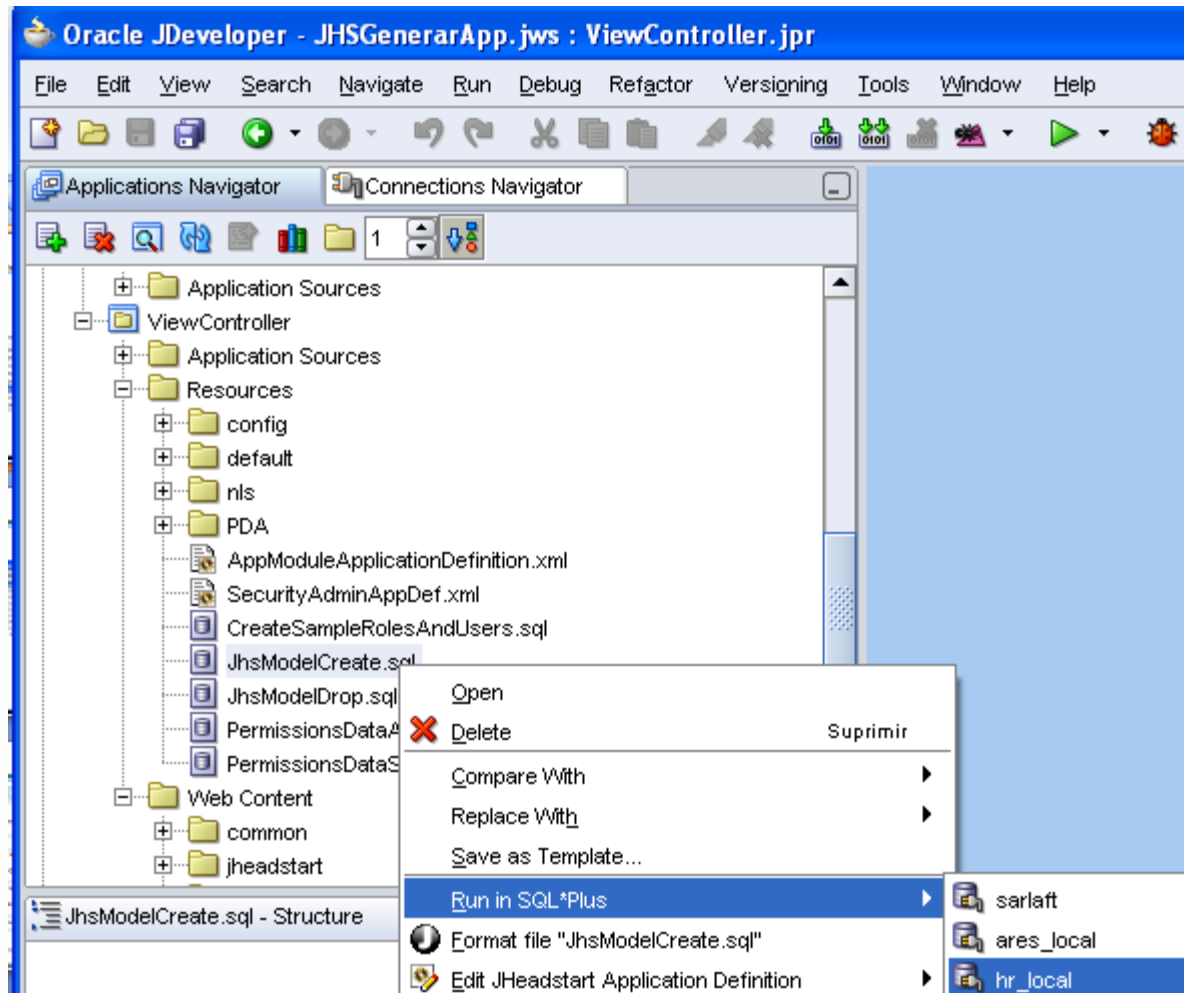 Oracle JDeveloper - JHSGenerarApp.jws : ViewController.jpr
File Edit View Search Navigate Run Debug Refactor Versioning Tools Window Help
Applications Navigator Connections Navigator
1
Application Sources
ViewController
Application Sources
Resources
config
default
nls
PDA
AppModuleApplicationDefinition.xml
SecurityAdminAppDef.xml
CreateSampleRolesAndUsers.sql
JhsModelCreate.sql
JhsModelDrop.sql
PermissionsDataA
PermissionsDataS
Web Content
common
jheadstart
JhsModelCreate.sql - Structure
Open
Delete Suprimir
Compare With
Replace With
Save as Template...
Run in SQL*Plus
Format file "JhsModelCreate.sql"
Edit JHeadstart Application Definition
sarlaft
ares_local
hr_local